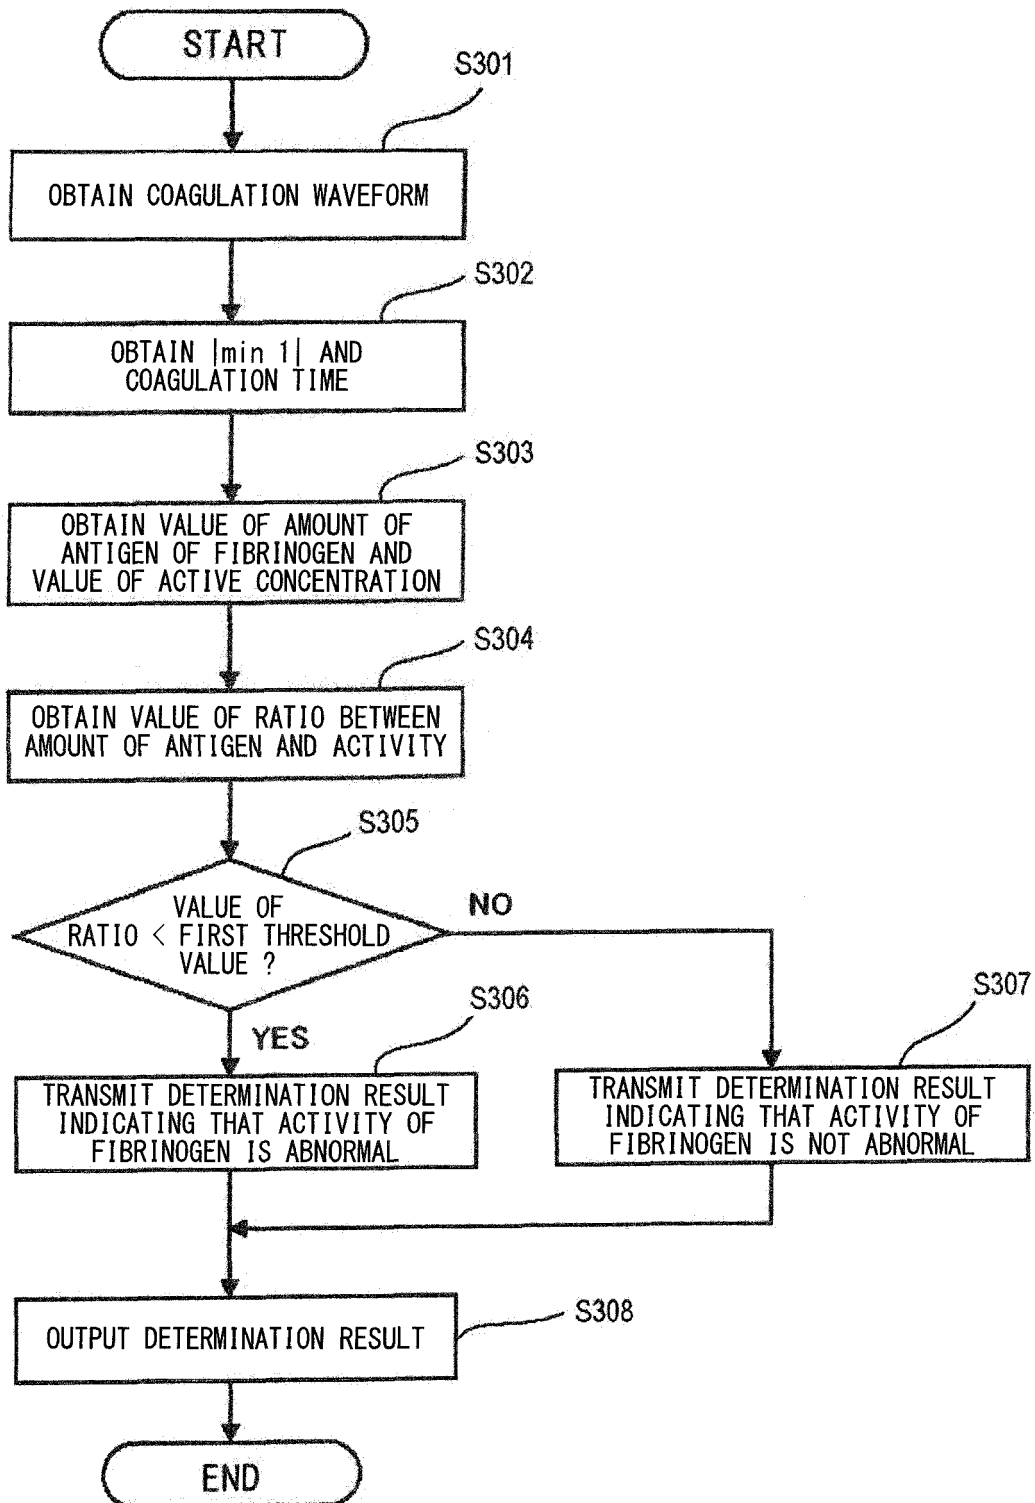 START
S301
OBTAIN COAGULATION WAVEFORM
S302
OBTAIN |min 1| AND
COAGULATION TIME
S303
OBTAIN VALUE OF AMOUNT OF
ANTIGEN OF FIBRINOGEN AND
VALUE OF ACTIVE CONCENTRATION
S304
OBTAIN VALUE OF RATIO BETWEEN
AMOUNT OF ANTIGEN AND ACTIVITY
S305
VALUE OF
RATIO < FIRST THRESHOLD
VALUE ?
NO
YES
S306
TRANSMIT DETERMINATION RESULT
INDICATING THAT ACTIVITY OF
FIBRINOGEN IS ABNORMAL
S307
TRANSMIT DETERMINATION RESULT
INDICATING THAT ACTIVITY OF
FIBRINOGEN IS NOT ABNORMAL
S308
OUTPUT DETERMINATION RESULT
END